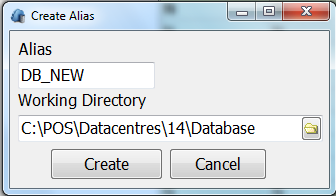 Create Alias
Alias
DB_NEW
Working Directory
C:\POS\Datacentres\14\Database
Create
Cancel